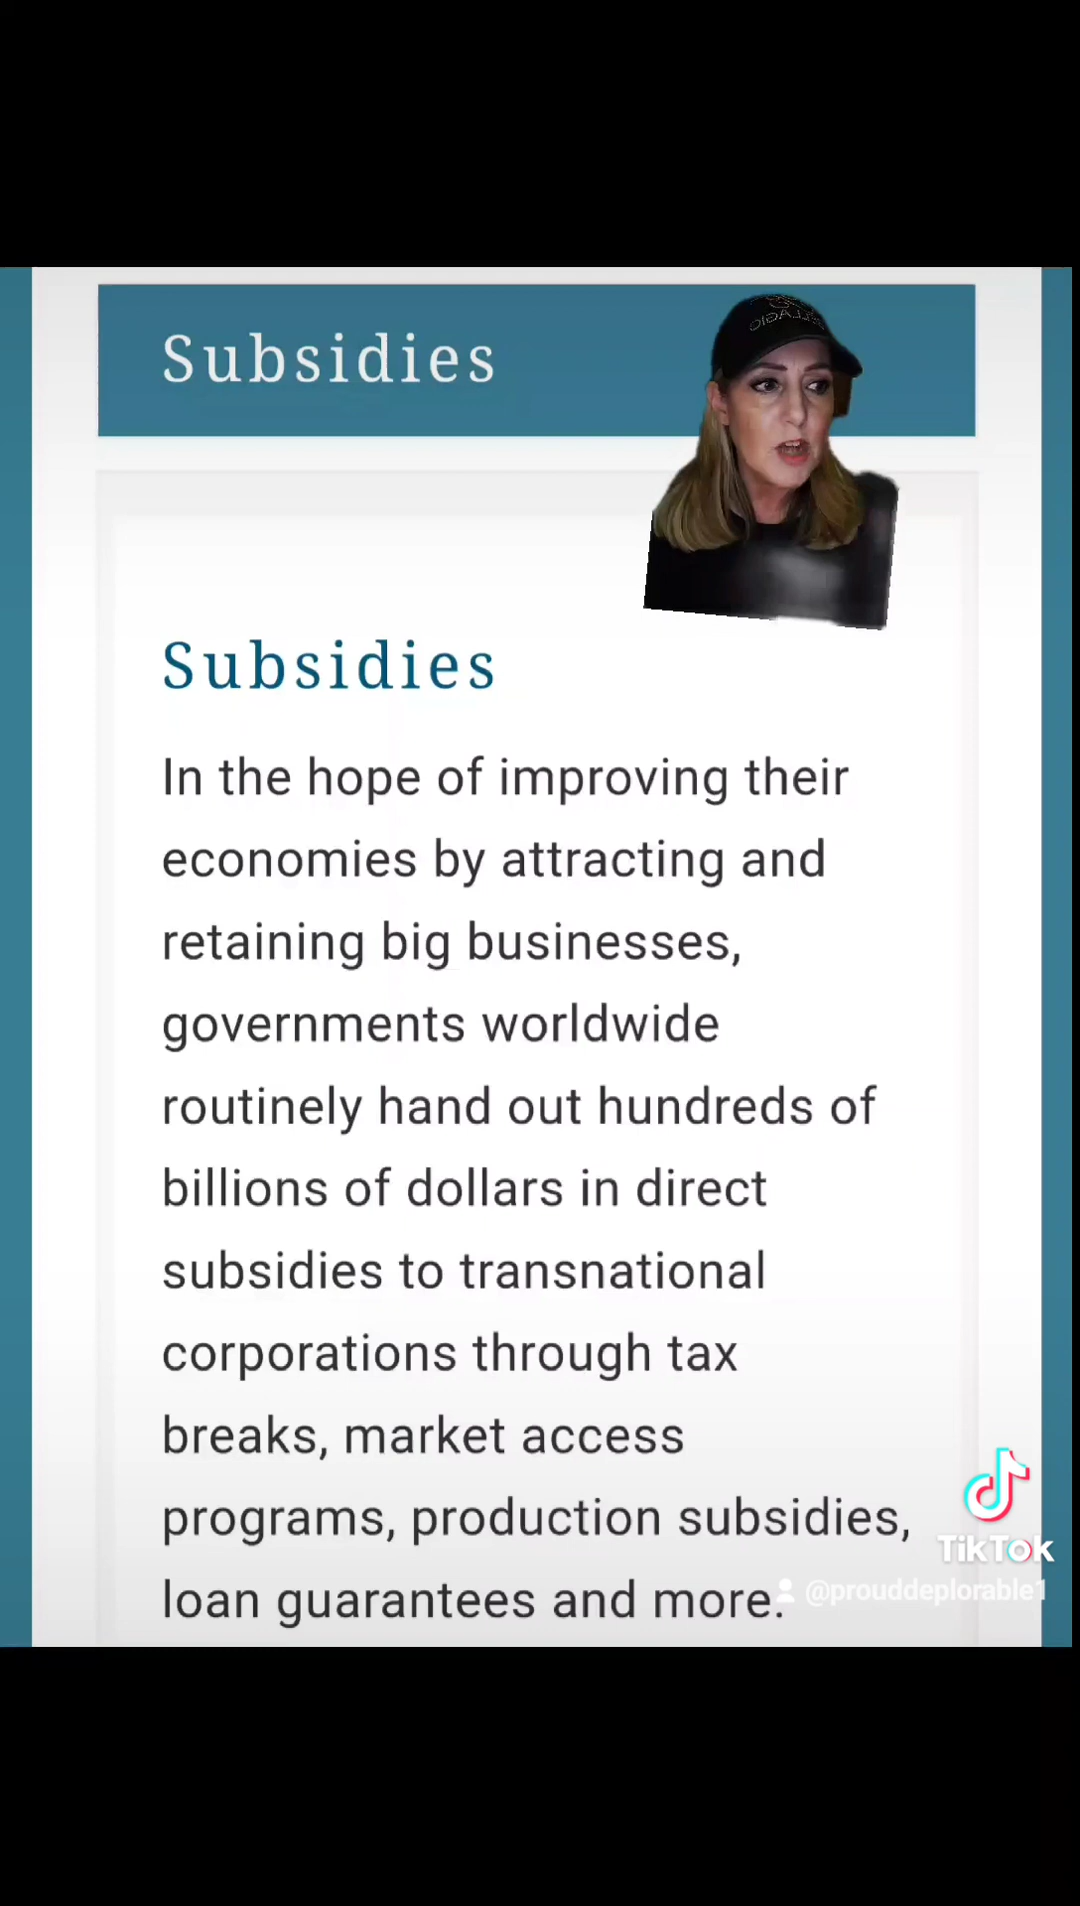 Subsidies
Subsidies
In the hope of improving their
economies by attracting and
retaining big businesses,
governments worldwide
routinely hand out hundreds of
billions of dollars in direct
subsidies to transnational
corporations through tax
breaks, market access
programs, production subsidies,
loan guarantees and more.
TikTok
@prouddeplorable1